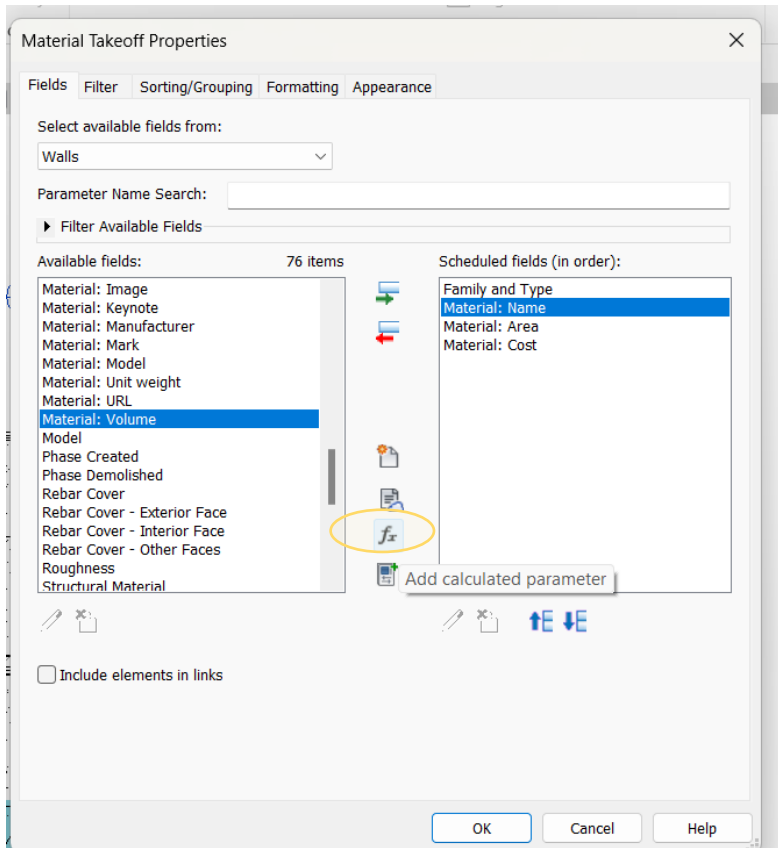 Material Takeoff Properties
Fields Filter Sorting/Grouping Formatting Appearance
Select available fields from:
Walls
Parameter Name Search:
Filter Available Fields
Available fields: 76 items
Material: Image
Material: Keynote
Material: Manufacturer
Material: Mark
Material: Model
Material: Unit weight
Material: URL
Material: Volume
Model
Phase Created
Phase Demolished
Rebar Cover
Rebar Cover - Exterior Face
Rebar Cover - Interior Face
Rebar Cover - Other Faces
Roughness
Structural Material
fx
Scheduled fields (in order):
Family and Type
Material: Name
Material: Area
Material: Cost
Add calculated parameter
Include elements in links
OK Cancel Help